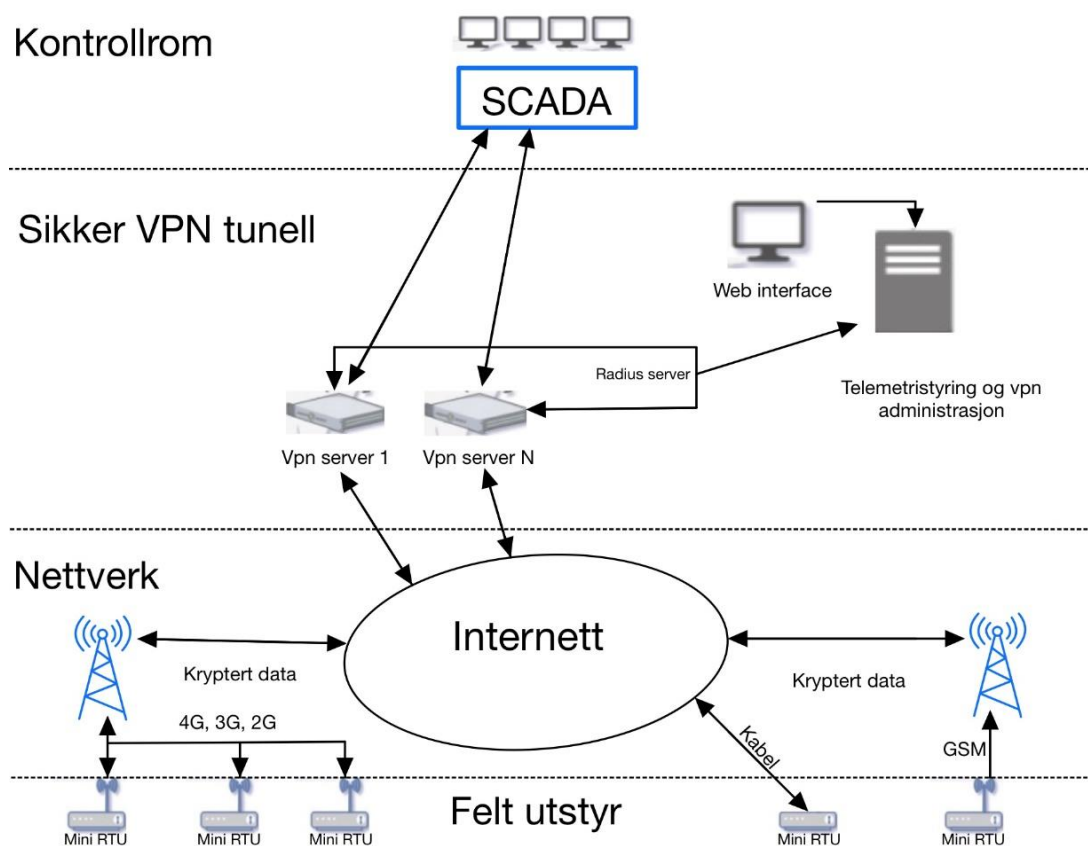 Kontrollrom
SCADA
Sikker VPN tunell
Web interface
Radius server
Telemetristyring og vpn
administrasjon
Vpn server 1
Vpn server N
Nettverk
Internett
Kryptert data
Kryptert data
4G, 3G, 2G
Kabel
GSM
Felt utstyr
Mini RTU
Mini RTU
Mini RTU
Mini RTU
Mini RTU